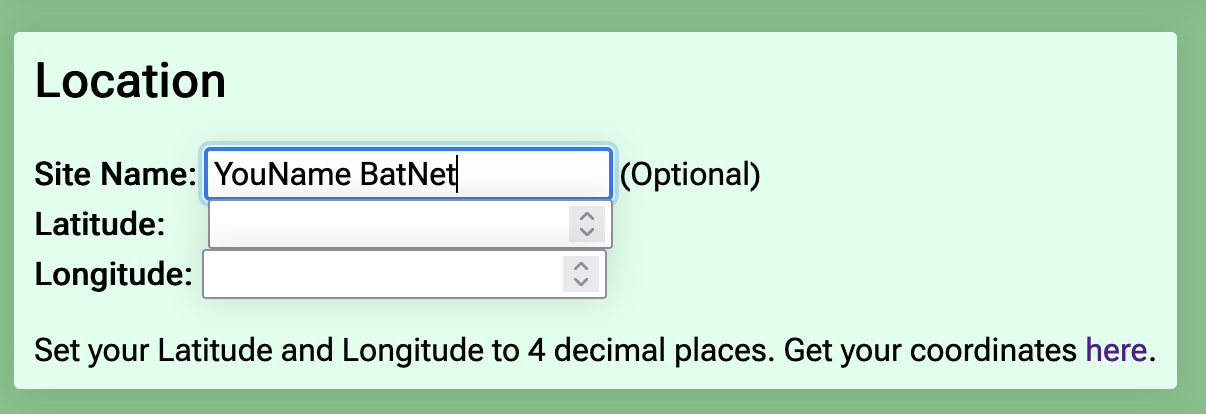 Location
Site Name: YouName BatNet (Optional)
Latitude:
Longitude:
Set your Latitude and Longitude to 4 decimal places. Get your coordinates here.